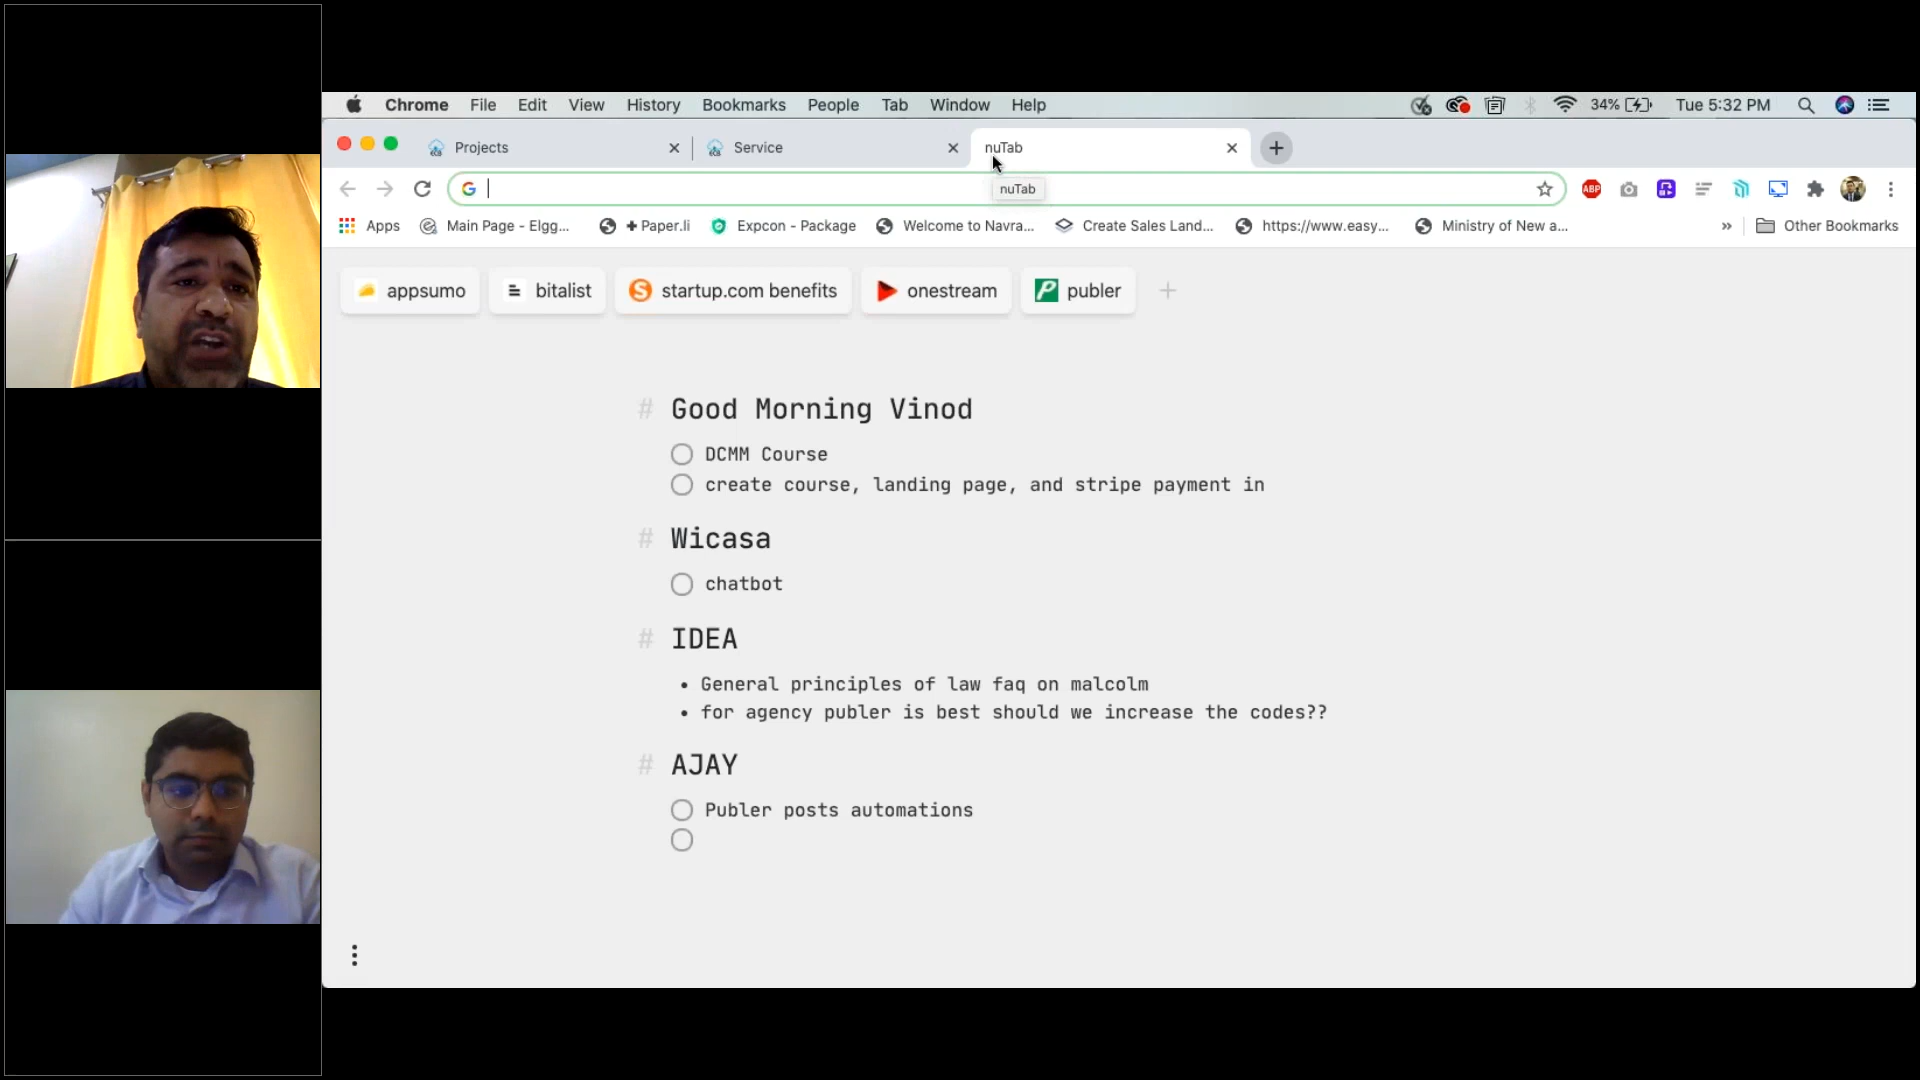 Chrome File Edit View History Bookmarks People Tab Window Help 34% Tue 5:32 PM
Projects Service nuTab
nuTab
Apps Main Page - Elgg... + Paper.li Expcon - Package Welcome to Navra... Create Sales Land... https://www.easy... Ministry of New a... » Other Bookmarks
ABP
appsumo bitalist startup.com benefits onestream publer +
# Good Morning Vinod
DCMM Course
create course, landing page, and stripe payment in
# Wicasa
chatbot
# IDEA
• General principles of law faq on malcolm
• for agency publer is best should we increase the codes??
# AJAY
Publer posts automations